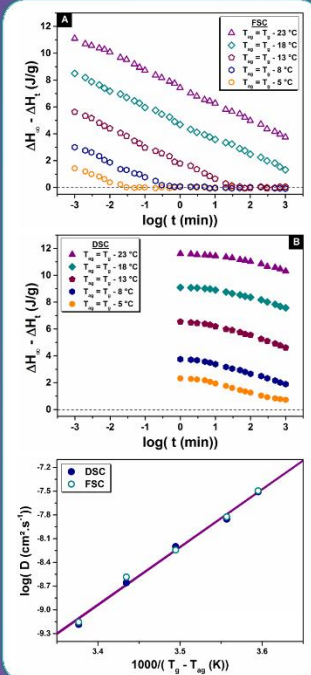 A
FSC
T_ag = T_g - 23 °C
T_ag = T_g - 18 °C
T_ag = T_g - 13 °C
T_ag = T_g - 8 °C
T_ag = T_g - 5 °C
ΔH∞ - ΔH_t (J/g)
12
10
8
6
4
2
0
-4 -3 -2 -1 0 1 2 3
log( t (min))
B
DSC
T_ag = T_g - 23 °C
T_ag = T_g - 18 °C
T_ag = T_g - 13 °C
T_ag = T_g - 8 °C
T_ag = T_g - 5 °C
ΔH∞ - ΔH_t (J/g)
12
10
8
6
4
2
0
-4 -3 -2 -1 0 1 2 3
log( t (min))
DSC
FSC
log( D (cm².s⁻¹))
-7.2
-7.5
-7.8
-8.1
-8.4
-8.7
-9.0
-9.3
3.4 3.5 3.6
1000/( T_g - T_ag (K))